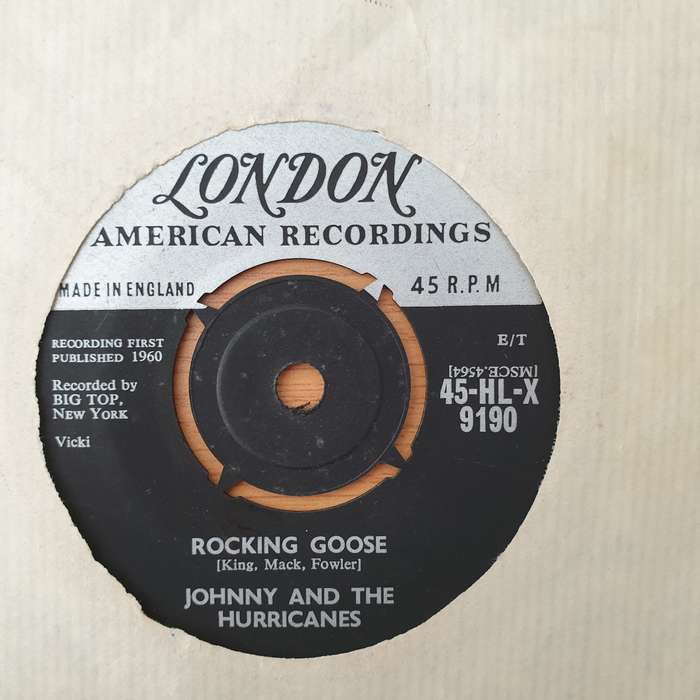 LONDON
AMERICAN RECORDINGS
MADE IN ENGLAND
45 R.P.M
RECORDING FIRST
PUBLISHED 1960
Recorded by
BIG TOP,
NEW YORK
Vicki
E/T
[MSCE.4564]
45-HL-X
9190
ROCKING GOOSE
[King, Mack, Fowler]
JOHNNY AND THE
HURRICANES